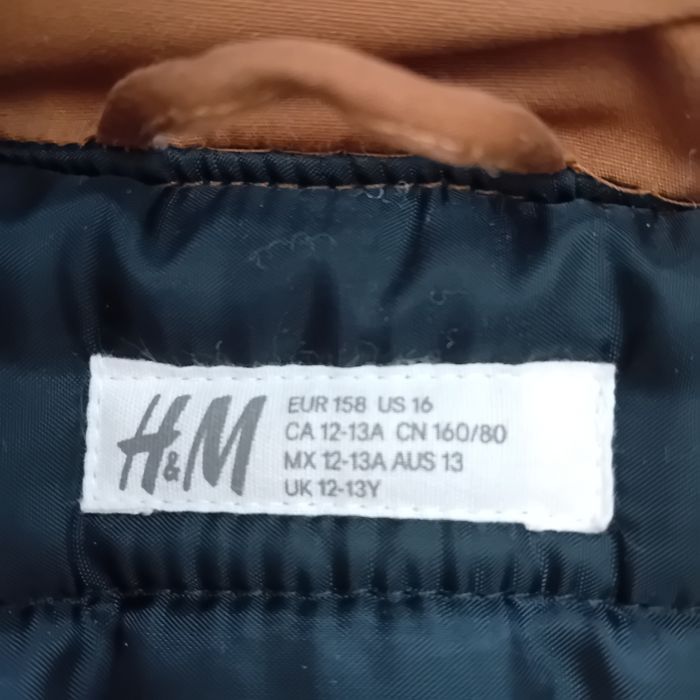 H&M
EUR 158 US 16
CA 12-13A CN 160/80
MX 12-13A AUS 13
UK 12-13Y